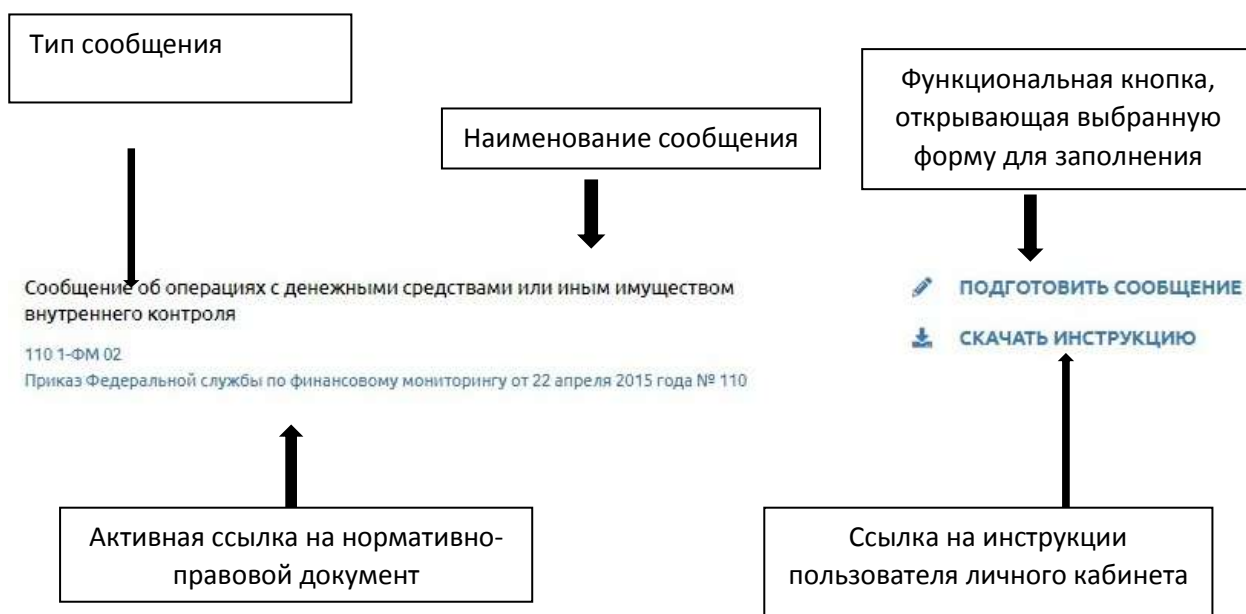 Тип сообщения
Наименование сообщения
Функциональная кнопка,
открывающая выбранную
форму для заполнения
Сообщение об операциях с денежными средствами или иным имуществом
внутреннего контроля
110 1-ФМ 02
Приказ Федеральной службы по финансовому мониторингу от 22 апреля 2015 года № 110
ПОДГОТОВИТЬ СООБЩЕНИЕ
СКАЧАТЬ ИНСТРУКЦИЮ
Активная ссылка на нормативно-
правовой документ
Ссылка на инструкции
пользователя личного кабинета